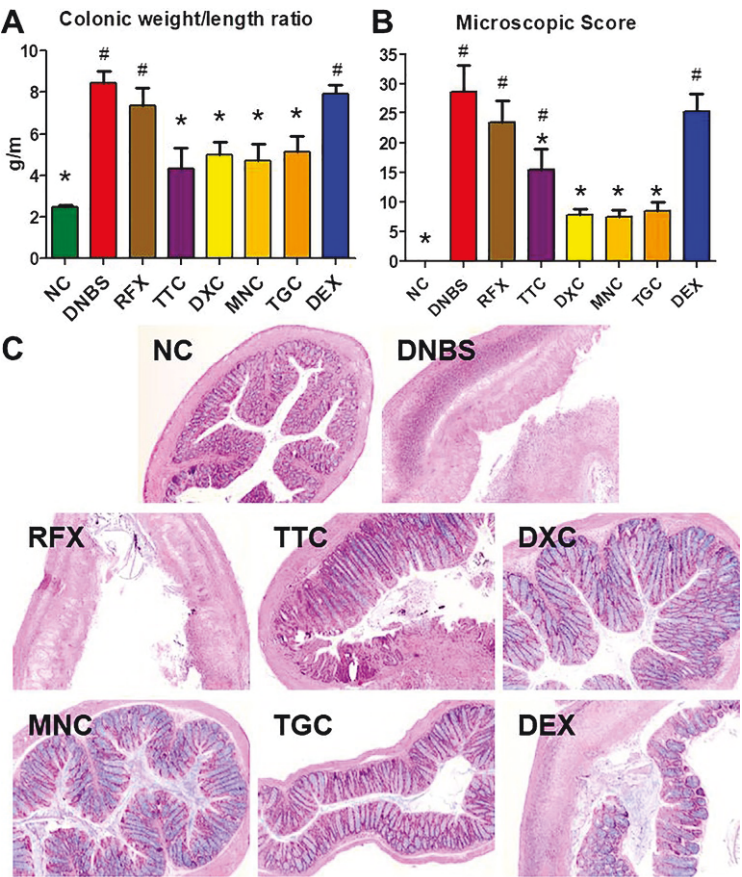 A Colonic weight/length ratio
10
8
6
4
2
0
g/m
* # # * * * * #
NC DNBS RFX TTC DXC MNC TGC DEX
B Microscopic Score
35
30
25
20
15
10
5
0
* # # # * * * * #
NC DNBS RFX TTC DXC MNC TGC DEX
C
NC DNBS
RFX TTC DXC
MNC TGC DEX